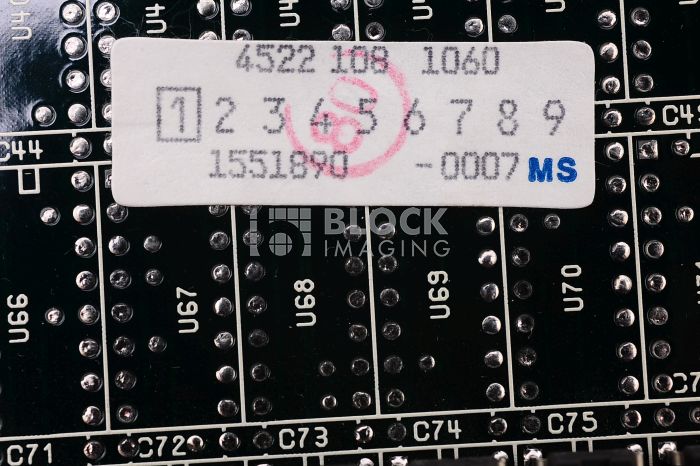 4522 108 1060
1 2 3 4 5 6 7 8 9
1551890 -0007 MS
80
C44
BLOCK
IMAGING
U66
U67
U68
U69
U70
C71
C72
C73
C74
C75